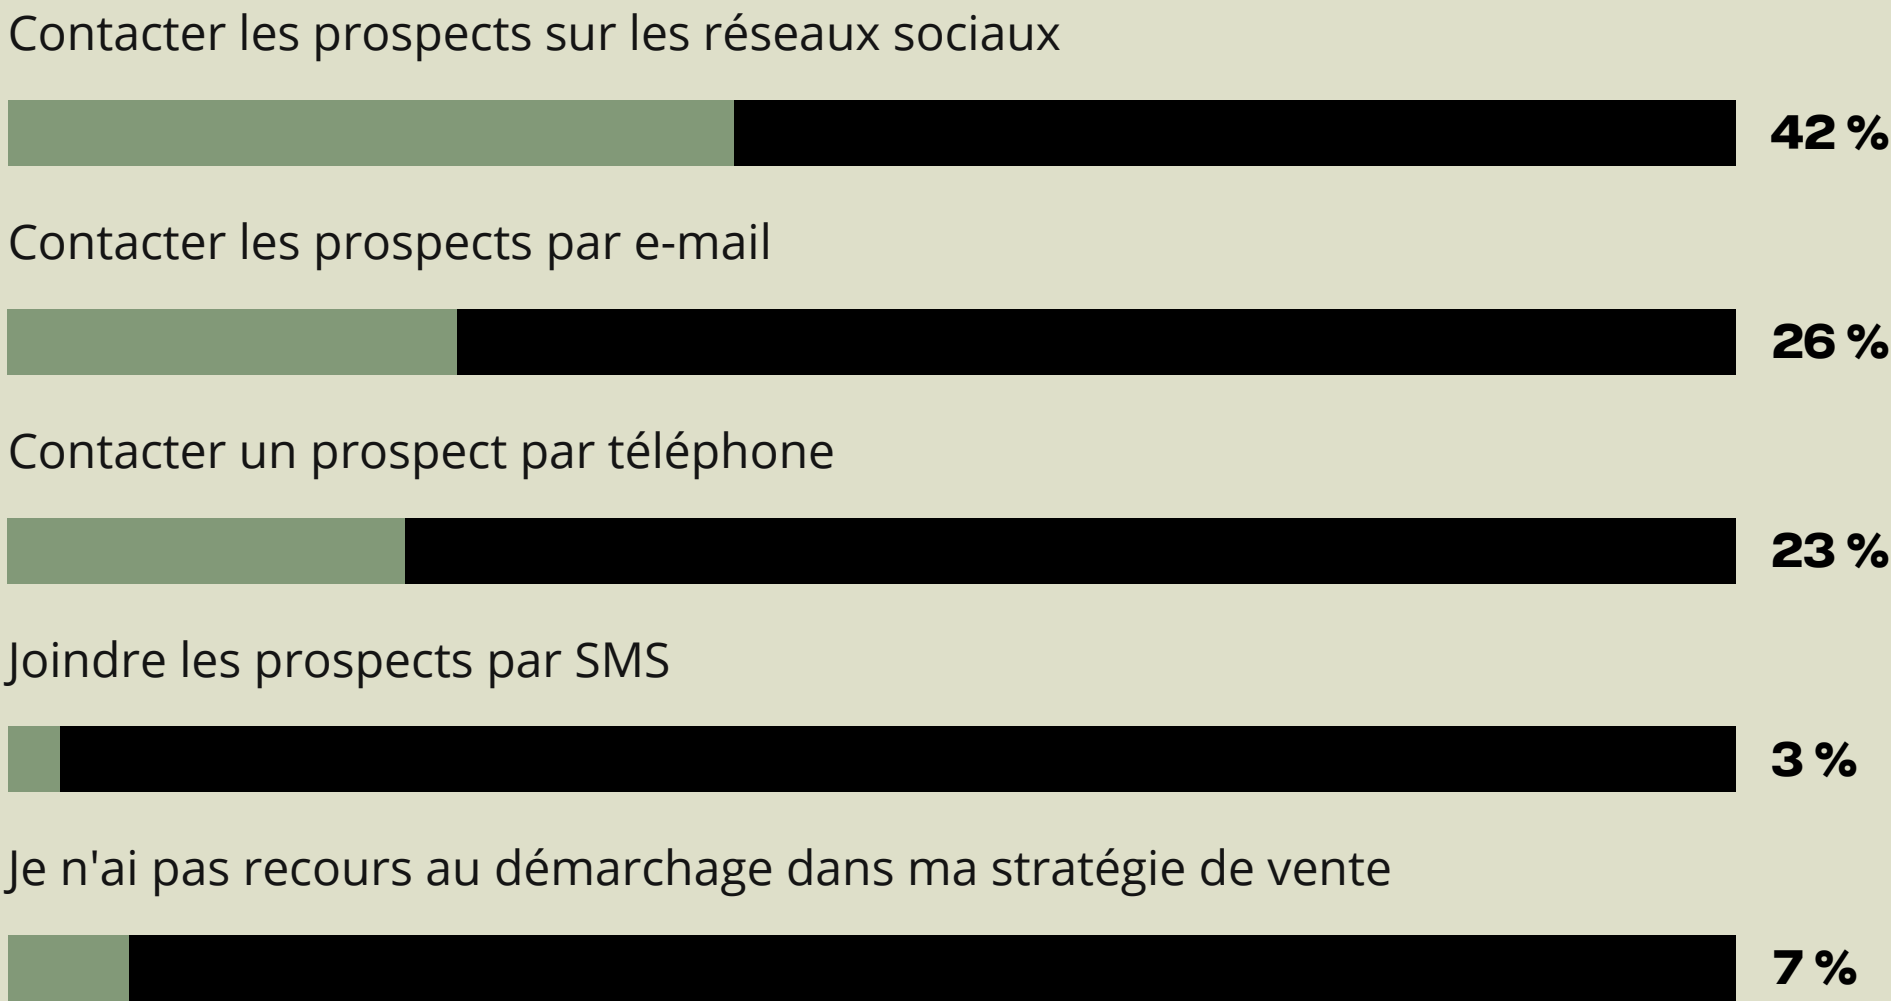 Contacter les prospects sur les réseaux sociaux
42 %
Contacter les prospects par e-mail
26 %
Contacter un prospect par téléphone
23 %
Joindre les prospects par SMS
3 %
Je n'ai pas recours au démarchage dans ma stratégie de vente
7 %